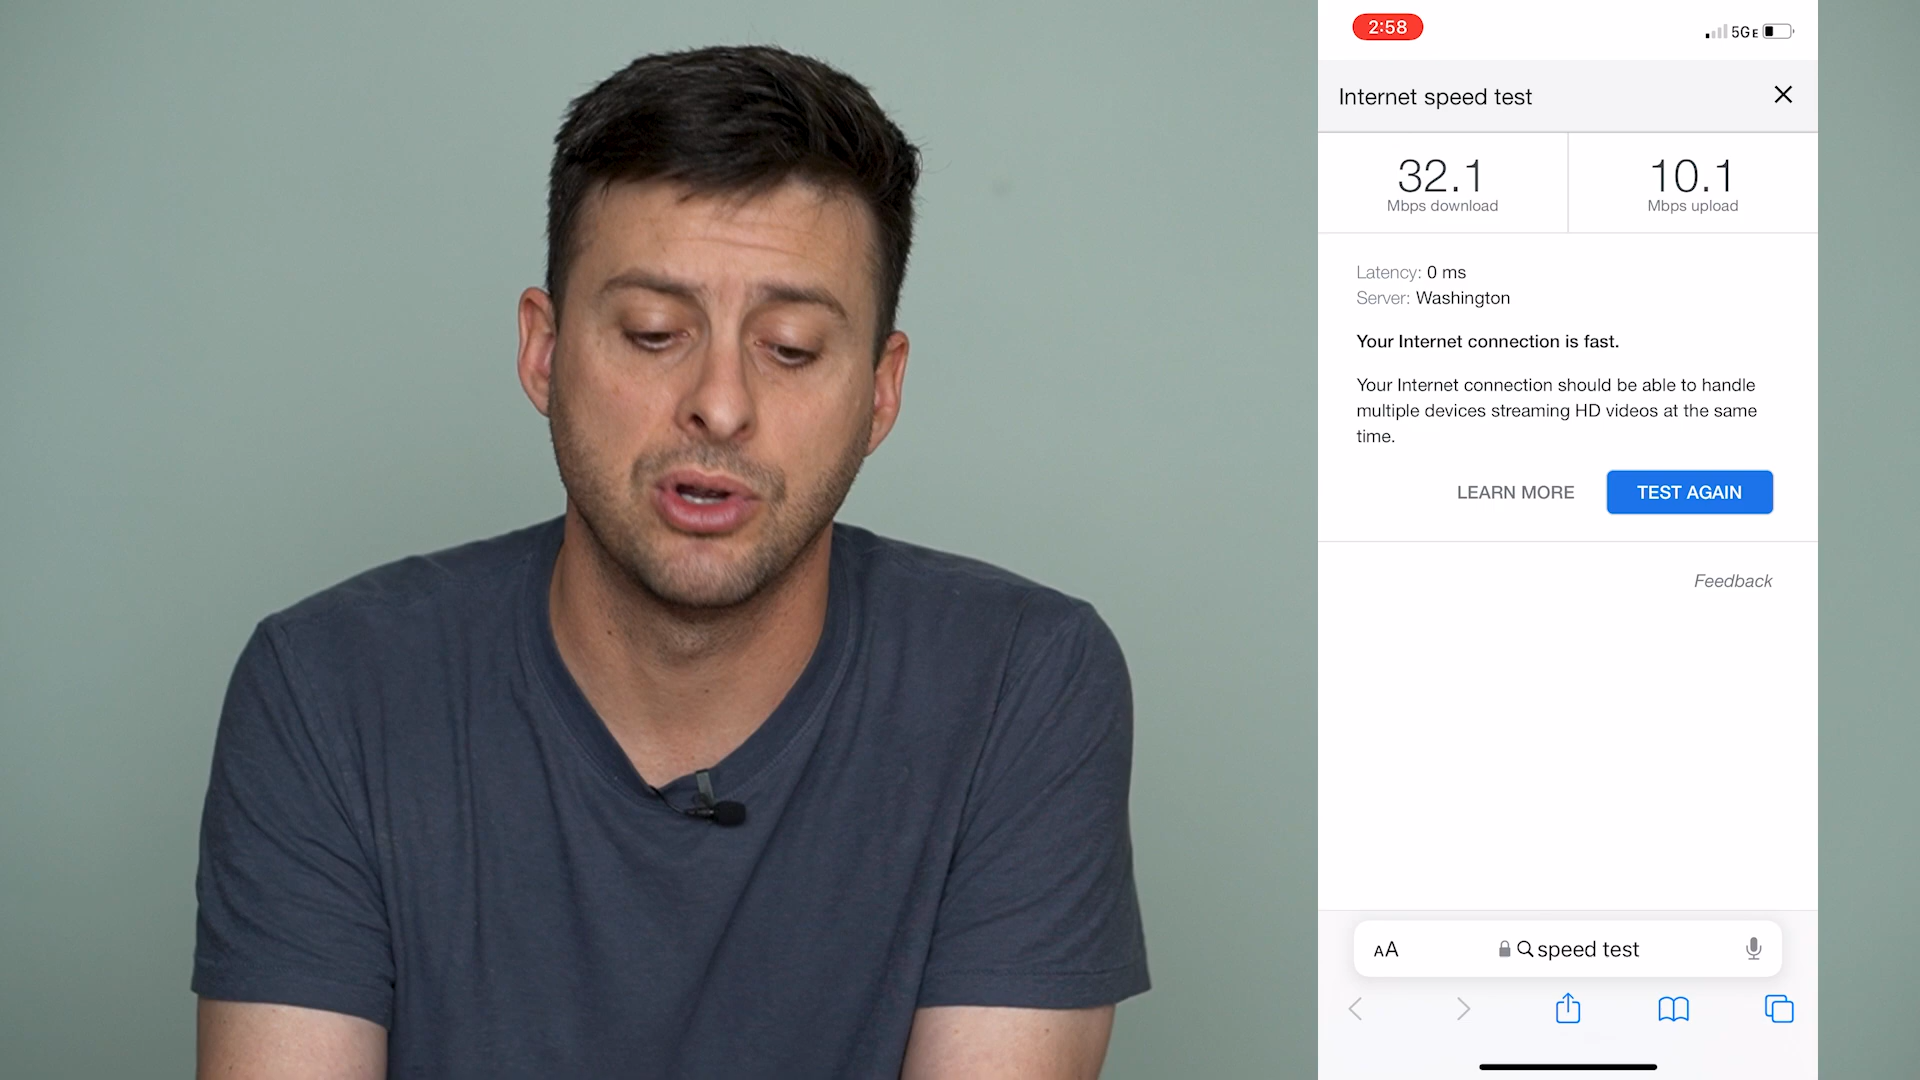 2:58
5GE
Internet speed test
32.1
Mbps download
10.1
Mbps upload
Latency: 0 ms
Server: Washington
Your Internet connection is fast.
Your Internet connection should be able to handle
multiple devices streaming HD videos at the same
time.
LEARN MORE
TEST AGAIN
Feedback
AA
speed test